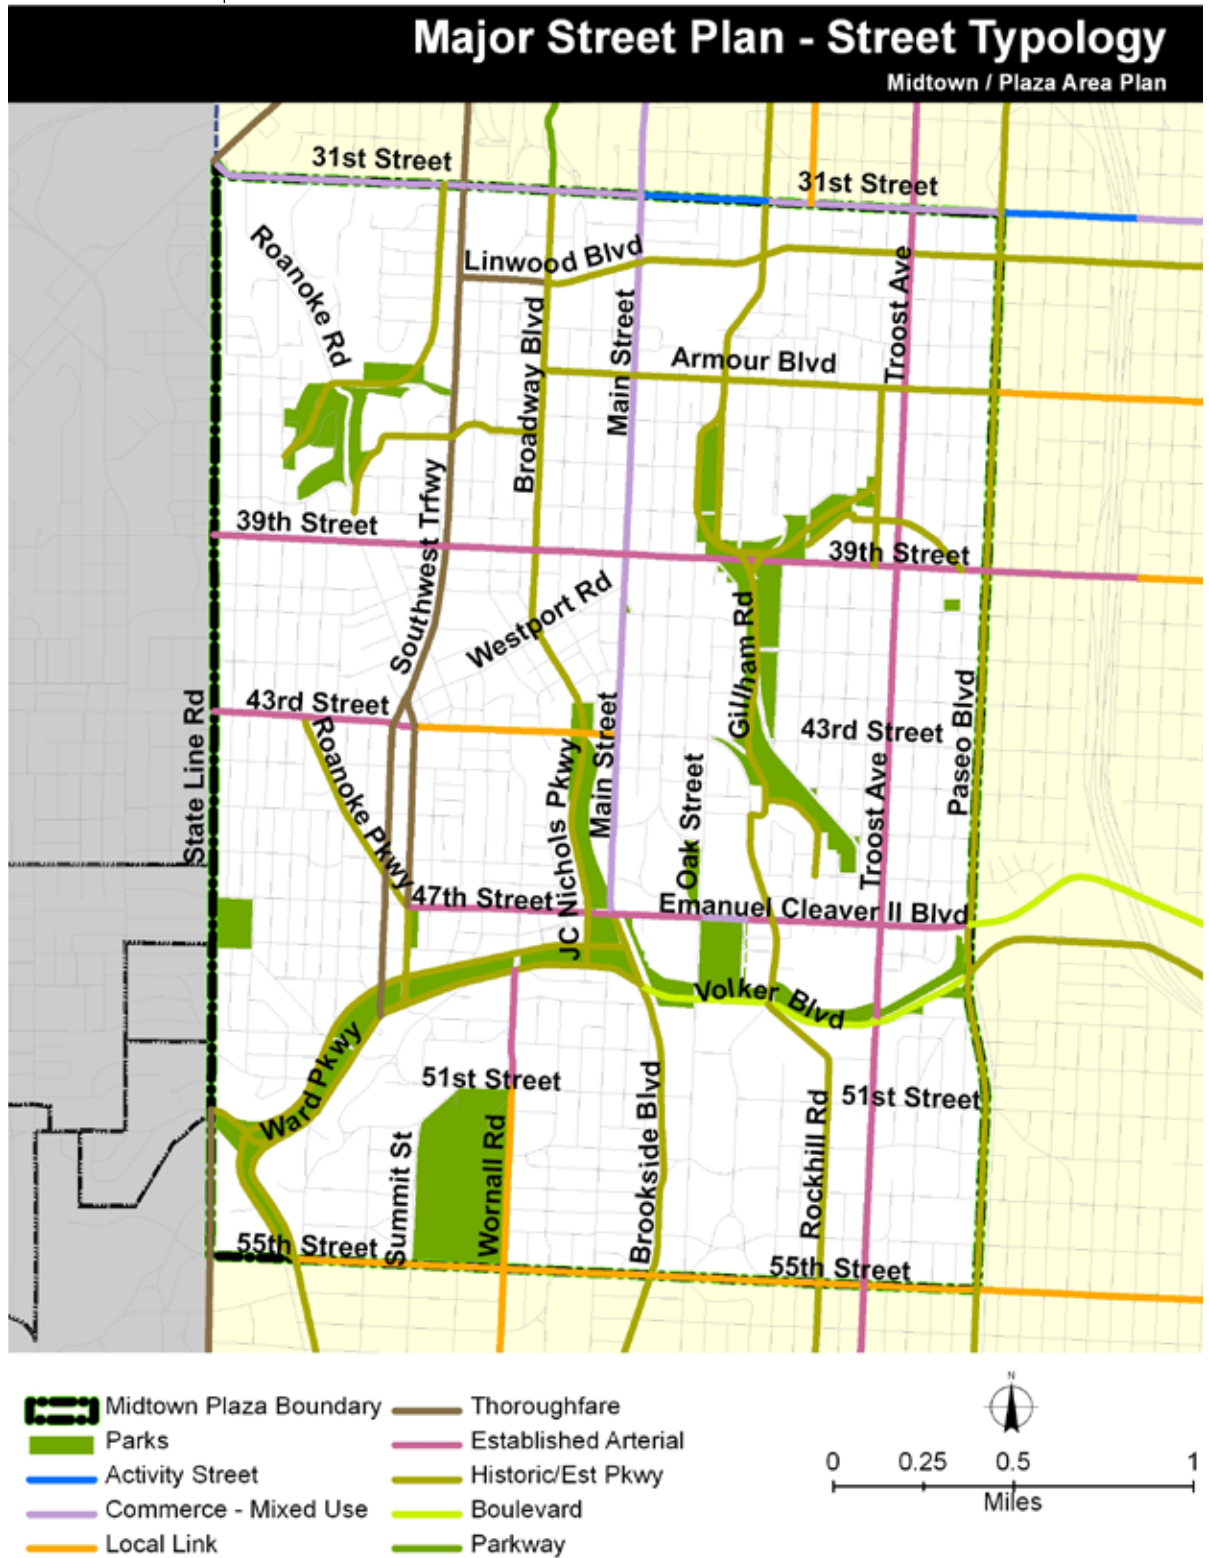 Major Street Plan - Street Typology
Midtown / Plaza Area Plan
31st Street
31st Street
Roanoke Rd
Linwood Blvd
Troost Ave
Broadway Blvd
Main Street
Armour Blvd
Southwest Trfwy
39th Street
39th Street
Westport Rd
Gillham Rd
State Line Rd
43rd Street
Roanoke Pkwy
JC Nichols Pkwy
Main Street
43rd Street
Paseo Blvd
Oak Street
Troost Ave
47th Street
Emanuel Cleaver II Blvd
Volker Blvd
Ward Pkwy
51st Street
51st Street
Summit St
Wornall Rd
Brookside Blvd
Rockhill Rd
55th Street
55th Street
Midtown Plaza Boundary
Parks
Activity Street
Commerce - Mixed Use
Local Link
Thoroughfare
Established Arterial
Historic/Est Pkwy
Boulevard
Parkway
N
0 0.25 0.5 1
Miles